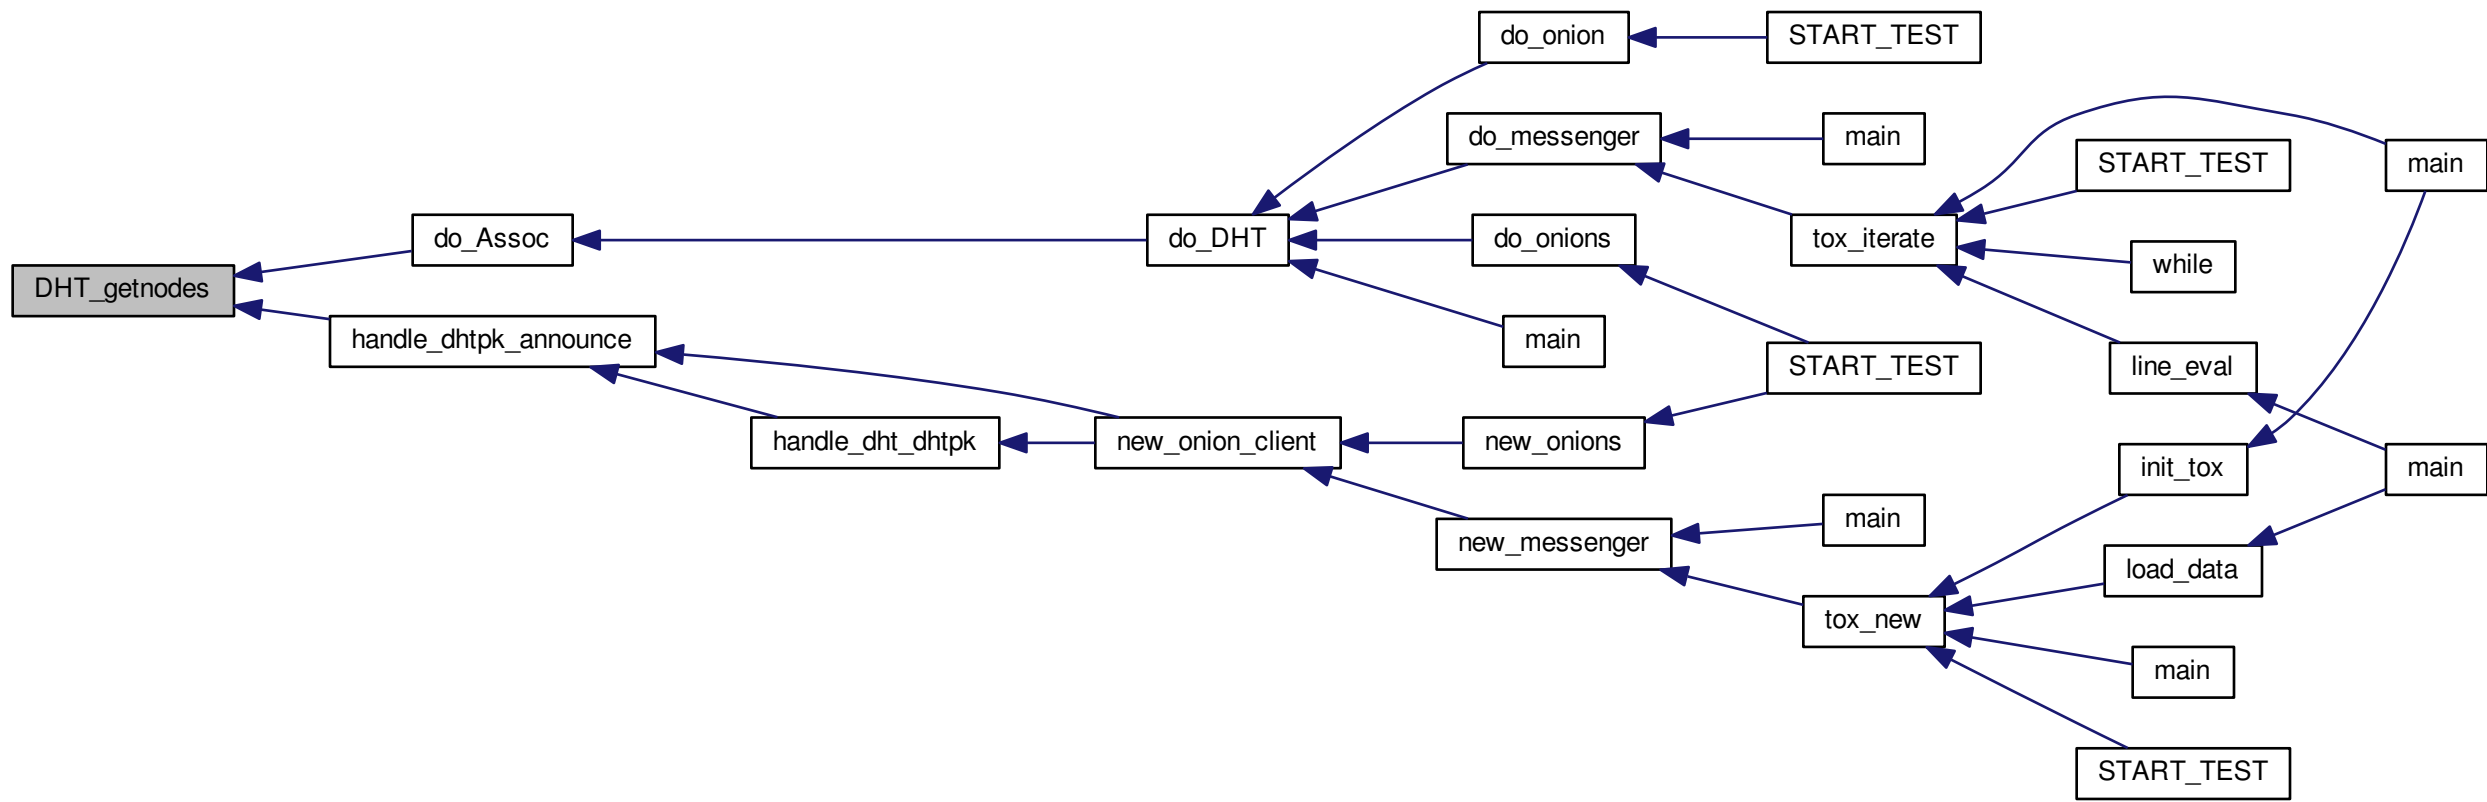 do_onion
START_TEST
do_messenger
main
START_TEST
main
do_Assoc
do_DHT
do_onions
tox_iterate
while
DHT_getnodes
handle_dhtpk_announce
main
START_TEST
line_eval
handle_dht_dhtpk
new_onion_client
new_onions
init_tox
main
new_messenger
main
load_data
tox_new
main
START_TEST